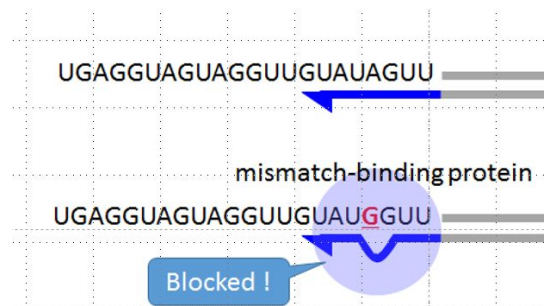 UGAGGUAGUAGGUUGUAUAGUU
mismatch-binding protein
UGAGGUAGUAGGUUGUAUGGUU
Blocked !